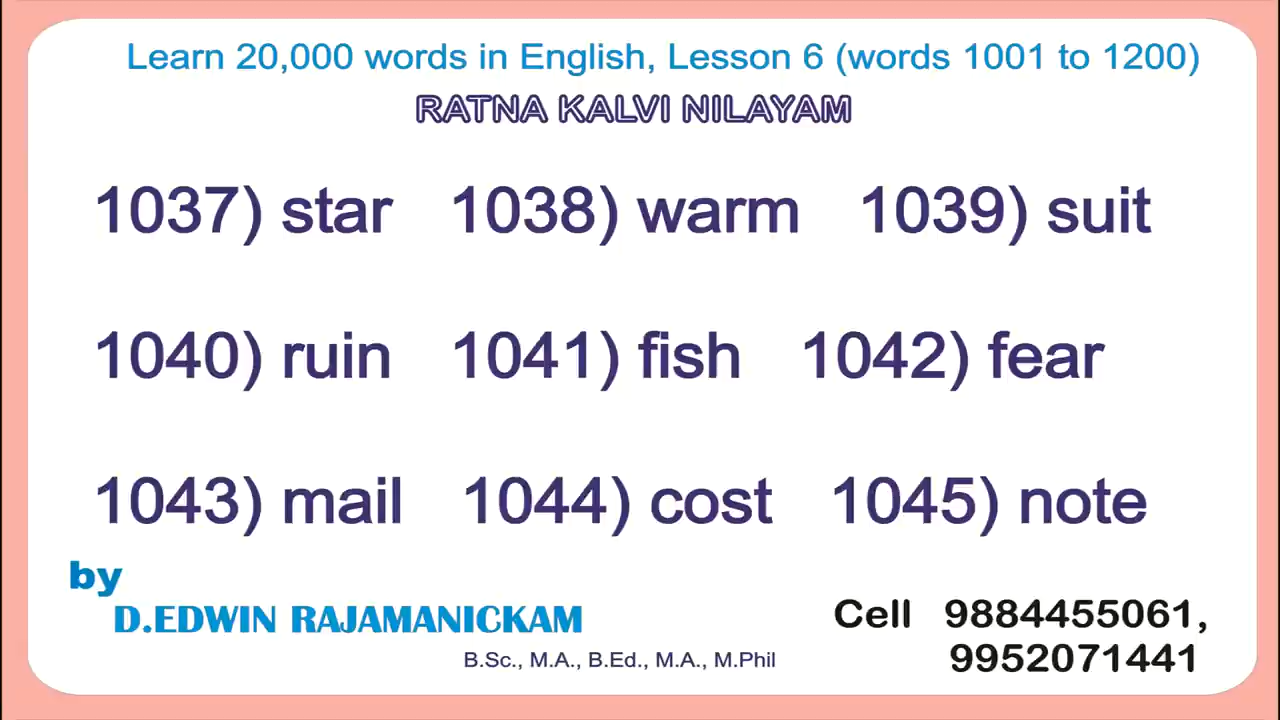 Learn 20,000 words in English, Lesson 6 (words 1001 to 1200)
RATNA KALVI NILAYAM
1037) star 1038) warm 1039) suit
1040) ruin 1041) fish 1042) fear
1043) mail 1044) cost 1045) note
by
D.EDWIN RAJAMANICKAM
B.Sc., M.A., B.Ed., M.A., M.Phil
Cell 9884455061,
9952071441